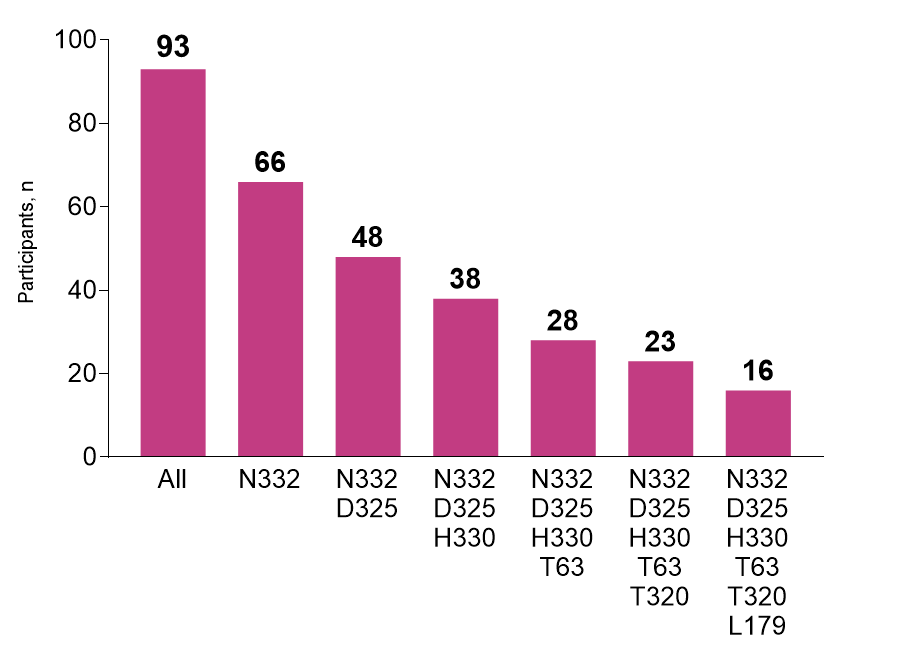 Participants, n
100
80
60
40
20
0
93
66
48
38
28
23
16
All
N332
N332
D325
N332
D325
H330
N332
D325
H330
T63
N332
D325
H330
T63
T320
N332
D325
H330
T63
T320
L179